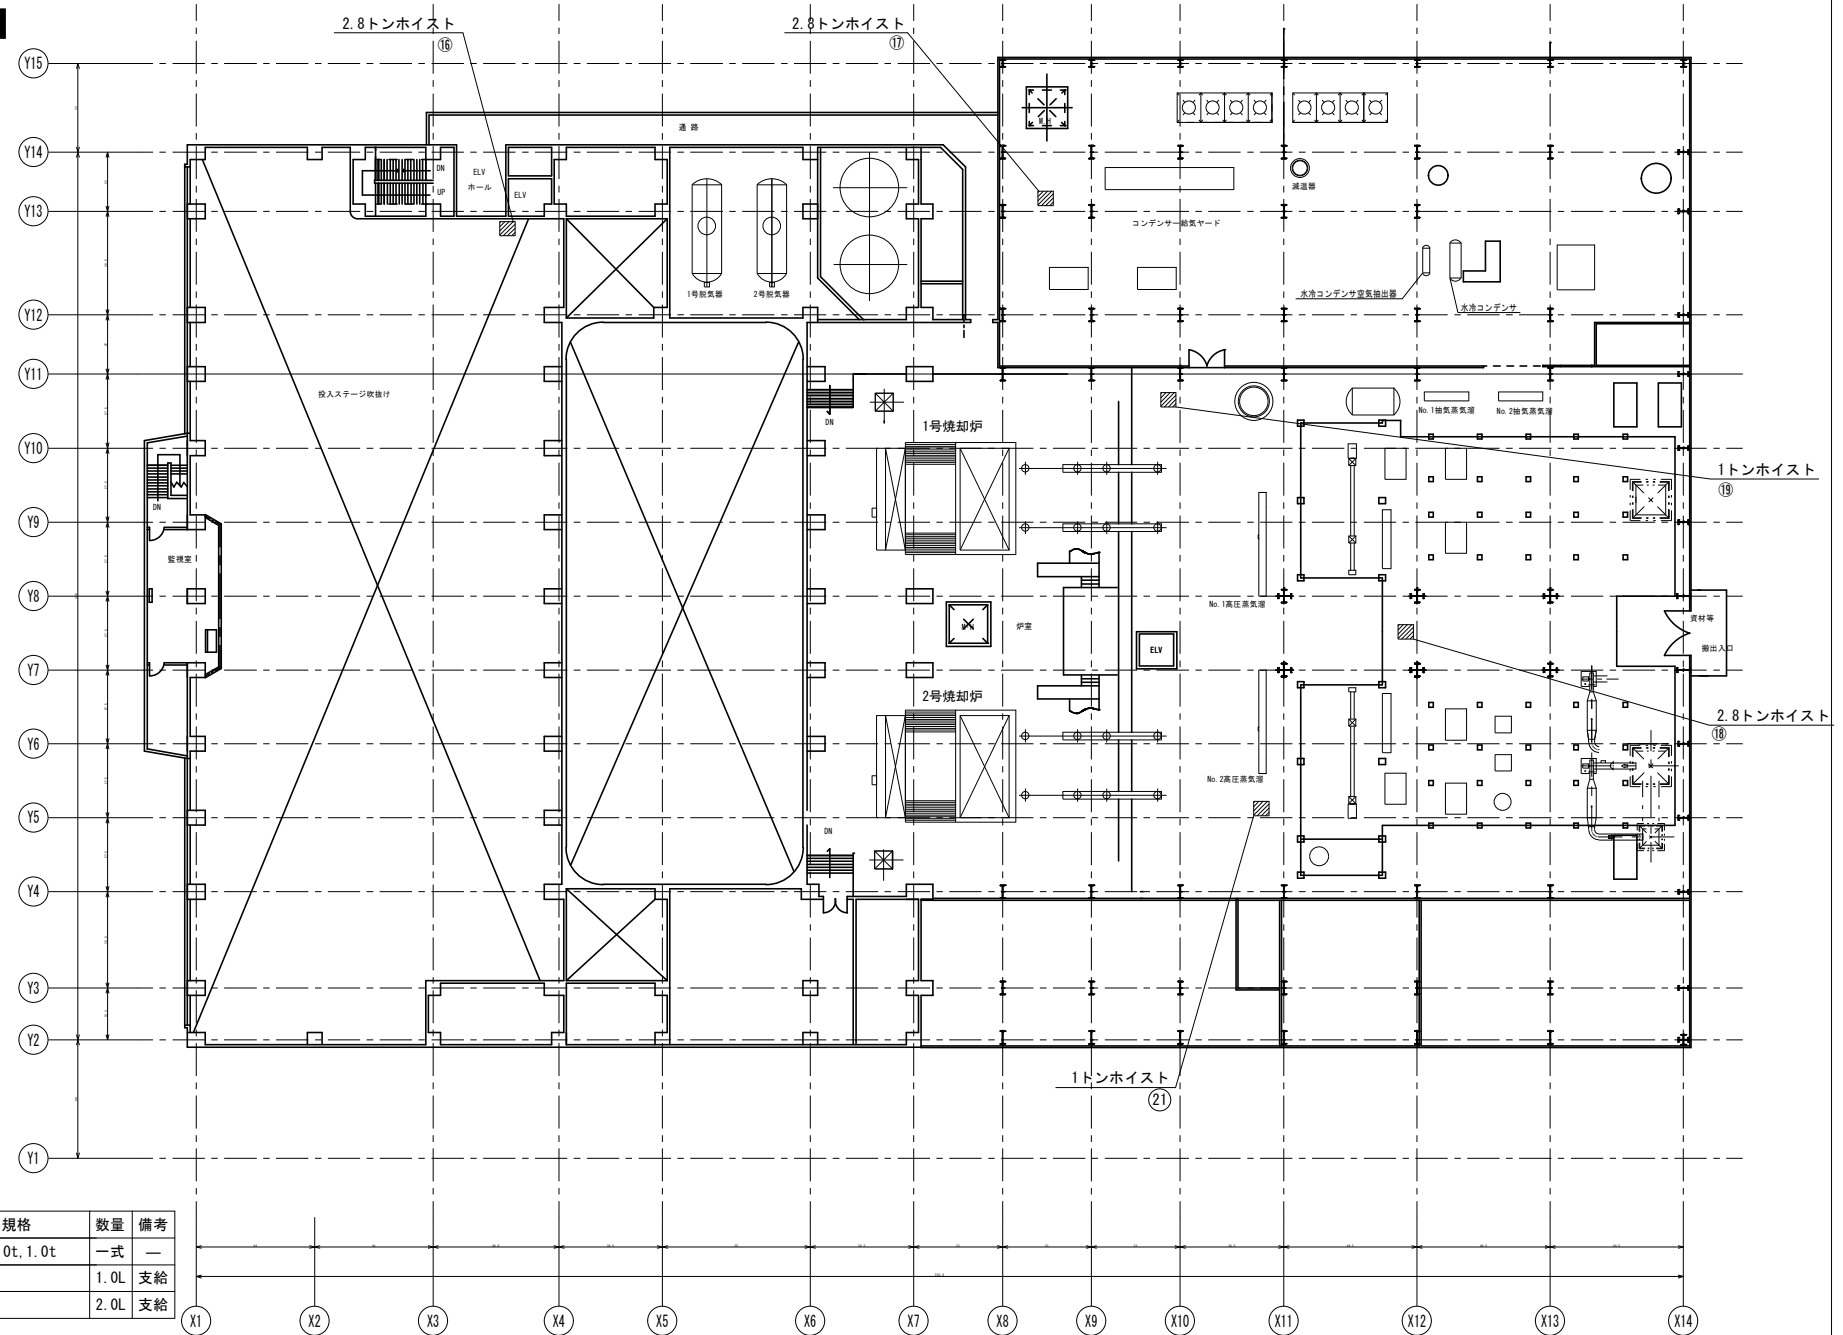 2.8トンホイスト
⑯
2.8トンホイスト
⑰
Y15
通 路
M.H
Y14
DN
UP
ELV
ホール
ELV
減温器
Y13
コンデンサー給気ヤード
1号脱気器
2号脱気器
水冷コンデンサ空気抽出器
水冷コンデンサ
Y12
Y11
投入ステージ吹抜け
DN
1号焼却炉
No.1抽気蒸気溜
No.2抽気蒸気溜
Y10
1トンホイスト
⑲
DN
Y9
監視室
Y8
No.1高圧蒸気溜
炉室
資材等
搬出入口
ELV
Y7
2号焼却炉
2.8トンホイスト
⑱
Y6
No.2高圧蒸気溜
Y5
DN
Y4
Y3
Y2
1トンホイスト
21
Y1
規格 数量 備考
0t,1.0t 一式 ―
1.0L 支給
2.0L 支給
X1 X2 X3 X4 X5 X6 X7 X8 X9 X10 X11 X12 X13 X14